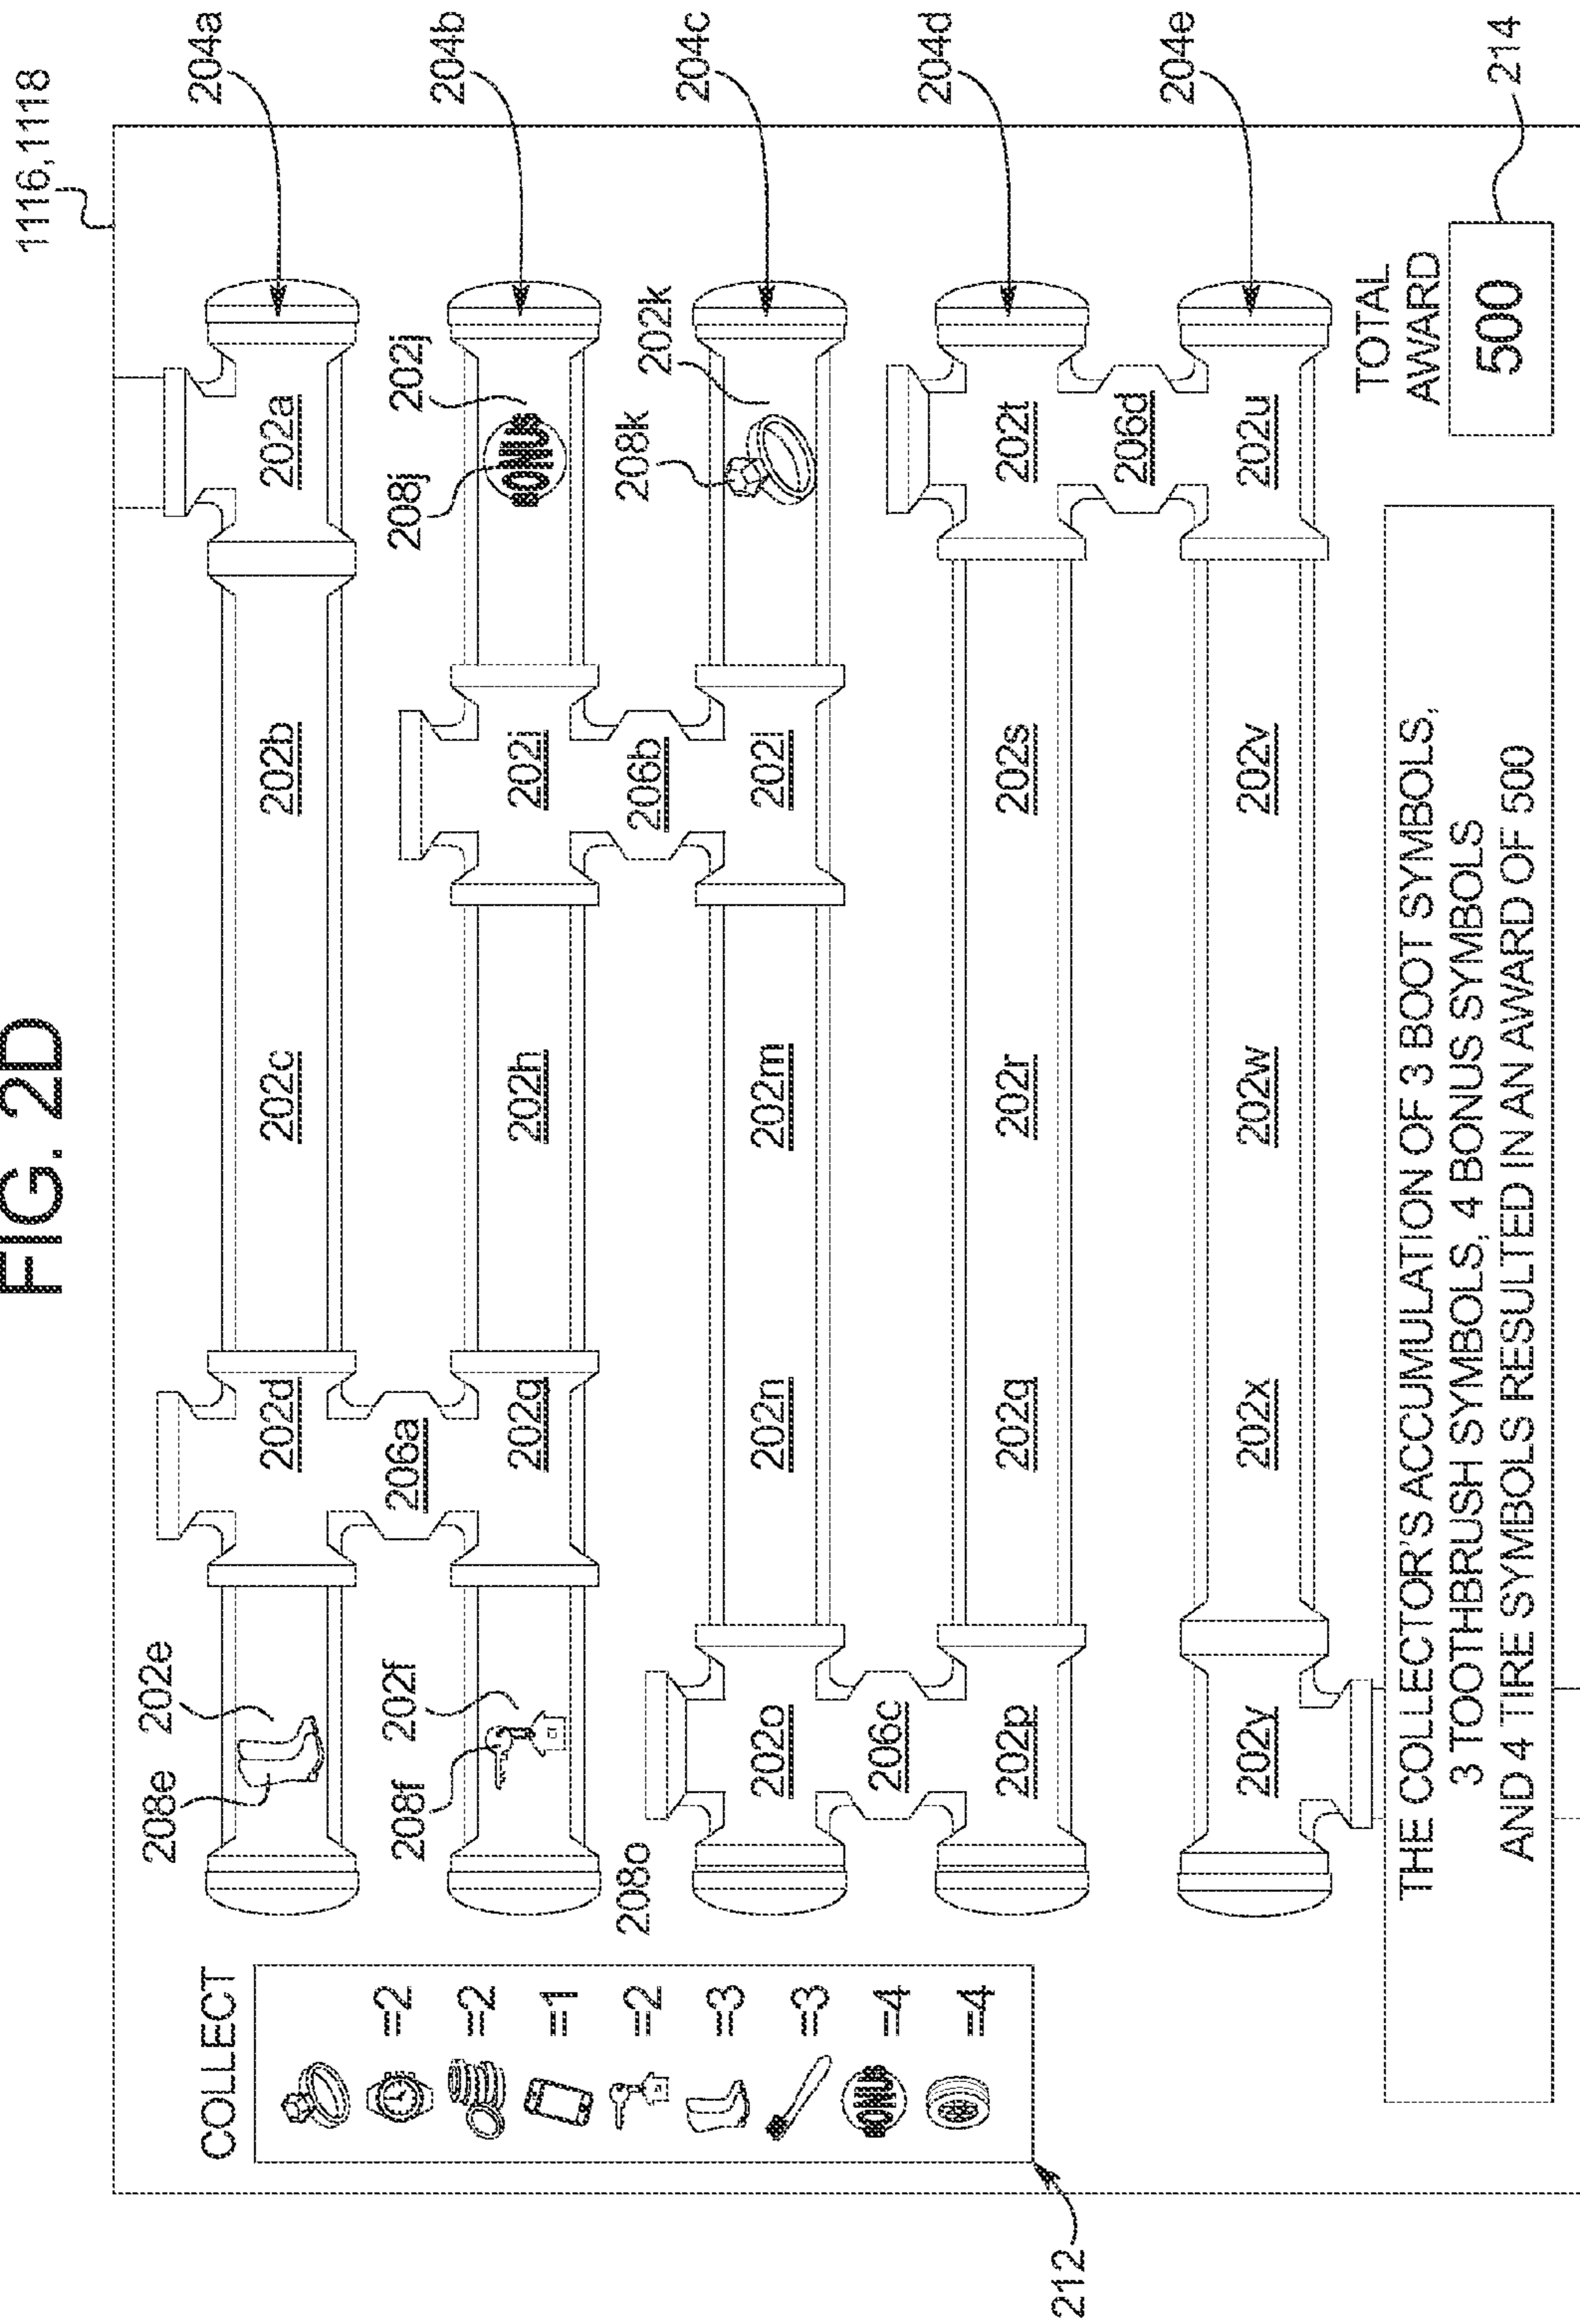 FIG. 2D
1116,1118
208e 202e
COLLECT
204a
202d 202c 202b 202a
=2
208f 202f 206a 208j 202j
204b
=2
202g 202h 202i BONUS
=1
=2
208o 206b 208k 202k
204c
=3
202o 202n 202m 202l
=3
BONUS =4
206c
204d
=4
202p 202q 202r 202s 202t
212
206d
204e
202y 202x 202w 202v 202u
TOTAL
AWARD
500
214
THE COLLECTOR'S ACCUMULATION OF 3 BOOT SYMBOLS,
3 TOOTHBRUSH SYMBOLS, 4 BONUS SYMBOLS
AND 4 TIRE SYMBOLS RESULTED IN AN AWARD OF 500